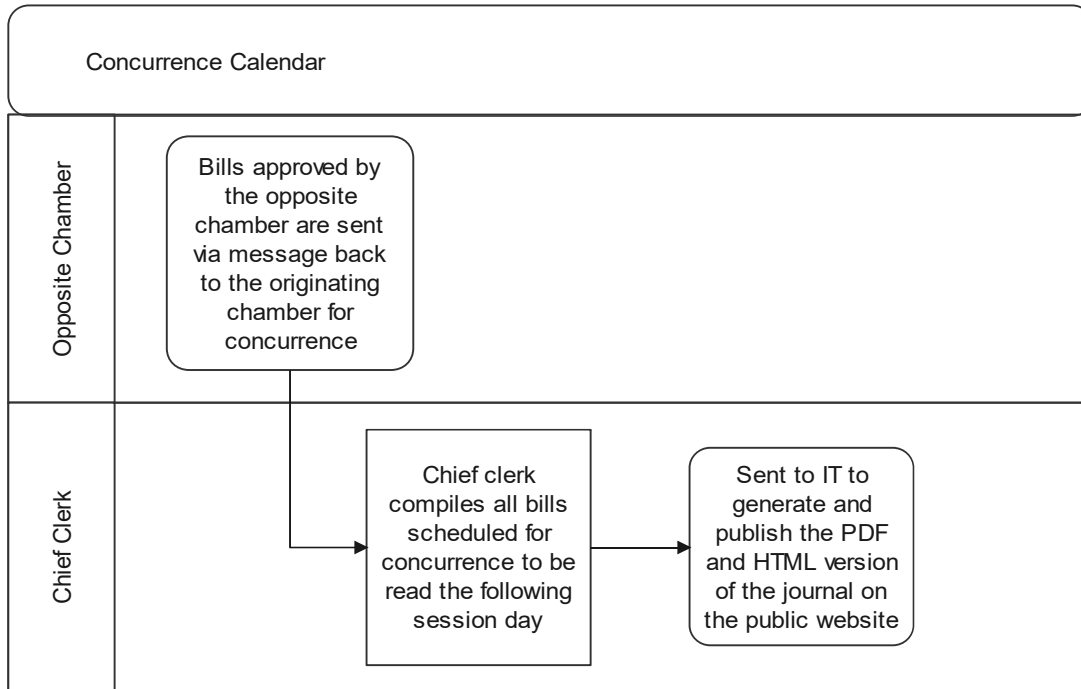 Concurrence Calendar
Opposite Chamber
Bills approved by
the opposite
chamber are sent
via message back
to the originating
chamber for
concurrence
Chief Clerk
Chief clerk
compiles all bills
scheduled for
concurrence to be
read the following
session day
Sent to IT to
generate and
publish the PDF
and HTML version
of the journal on
the public website